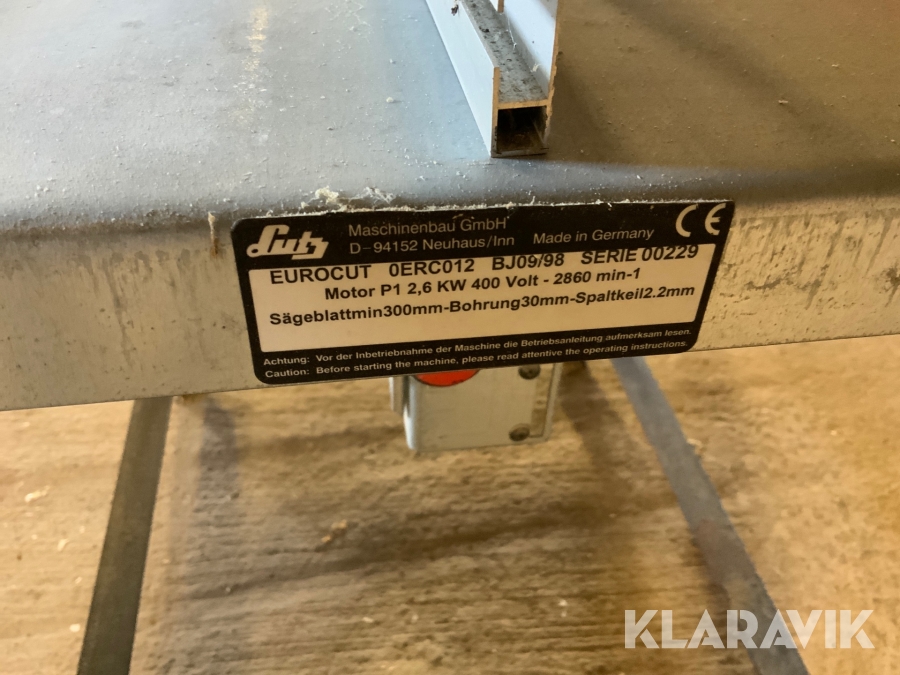 Lutz
Maschinenbau GmbH
D-94152 Neuhaus/Inn Made in Germany
CE
EUROCUT 0ERC012 BJ09/98 SERIE 00229
Motor P1 2,6 KW 400 Volt - 2860 min-1
Sägeblattmin300mm-Bohrung30mm-Spaltkeil2.2mm
Achtung: Vor der Inbetriebnahme der Maschine die Betriebsanleitung aufmerksam lesen.
Caution: Before starting the machine, please read attentive the operating instructions.
KLARAVIK